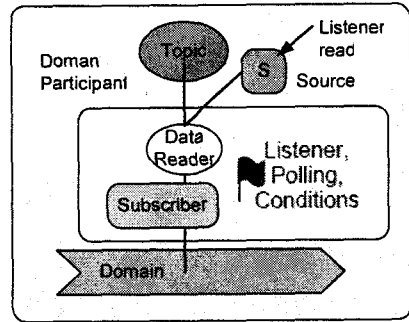 Topic
Listener
read
S
Source
Doman
Participant
Data
Reader
Listener,
Polling,
Conditions
Subscriber
Domain